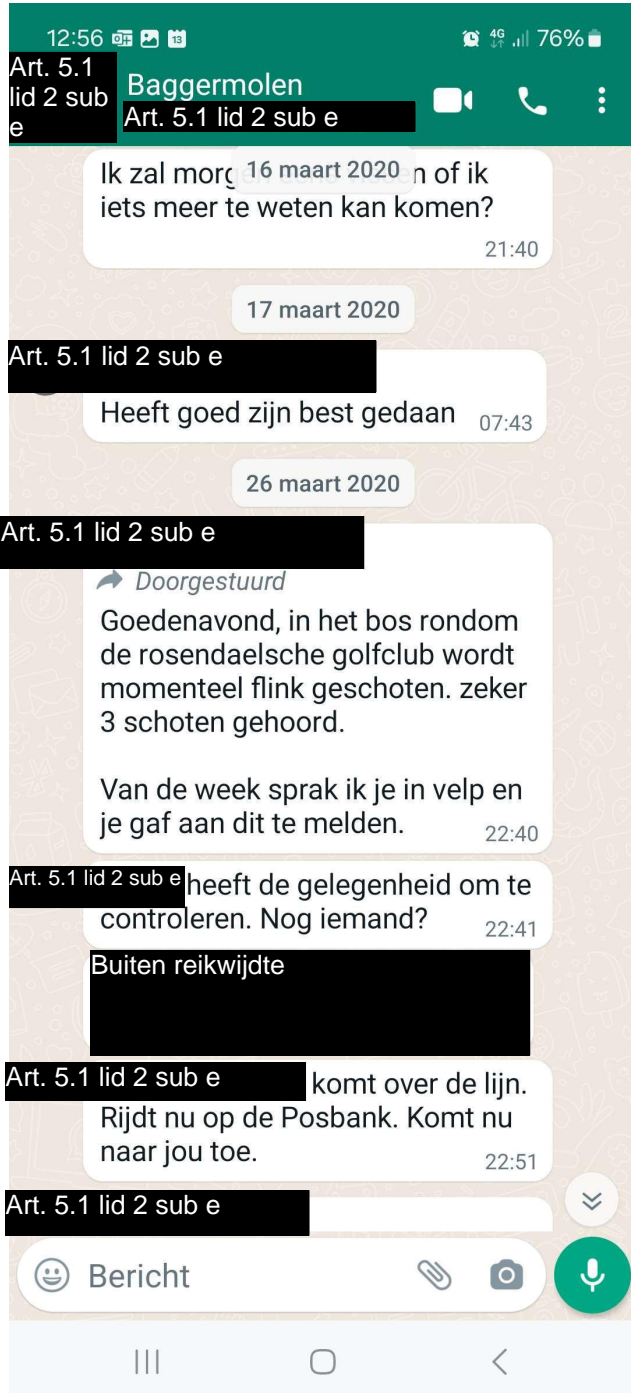 12:56
4G
76%
13
Art. 5.1
lid 2 sub
e
Baggermolen
Art. 5.1 lid 2 sub e
16 maart 2020
Ik zal morgen of ik
iets meer te weten kan komen?
21:40
17 maart 2020
Art. 5.1 lid 2 sub e
Heeft goed zijn best gedaan
07:43
26 maart 2020
Art. 5.1 lid 2 sub e
Doorgestuurd
Goedenavond, in het bos rondom
de rosendaelsche golfclub wordt
momenteel flink geschoten. zeker
3 schoten gehoord.
Van de week sprak ik je in velp en
je gaf aan dit te melden.
22:40
Art. 5.1 lid 2 sub e heeft de gelegenheid om te
controleren. Nog iemand?
22:41
Buiten reikwijdte
Art. 5.1 lid 2 sub e komt over de lijn.
Rijdt nu op de Posbank. Komt nu
naar jou toe.
22:51
Art. 5.1 lid 2 sub e
Bericht